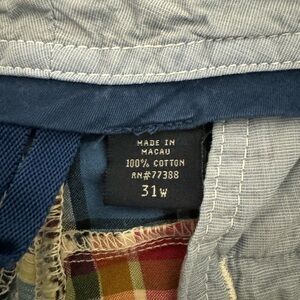 MADE IN
MACAU
100% COTTON
RN#77388
31W